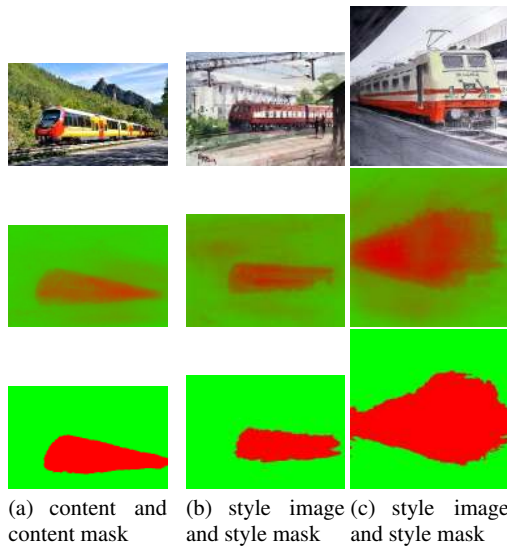 (a) content and
content mask
(b) style image
and style mask
(c) style image
and style mask